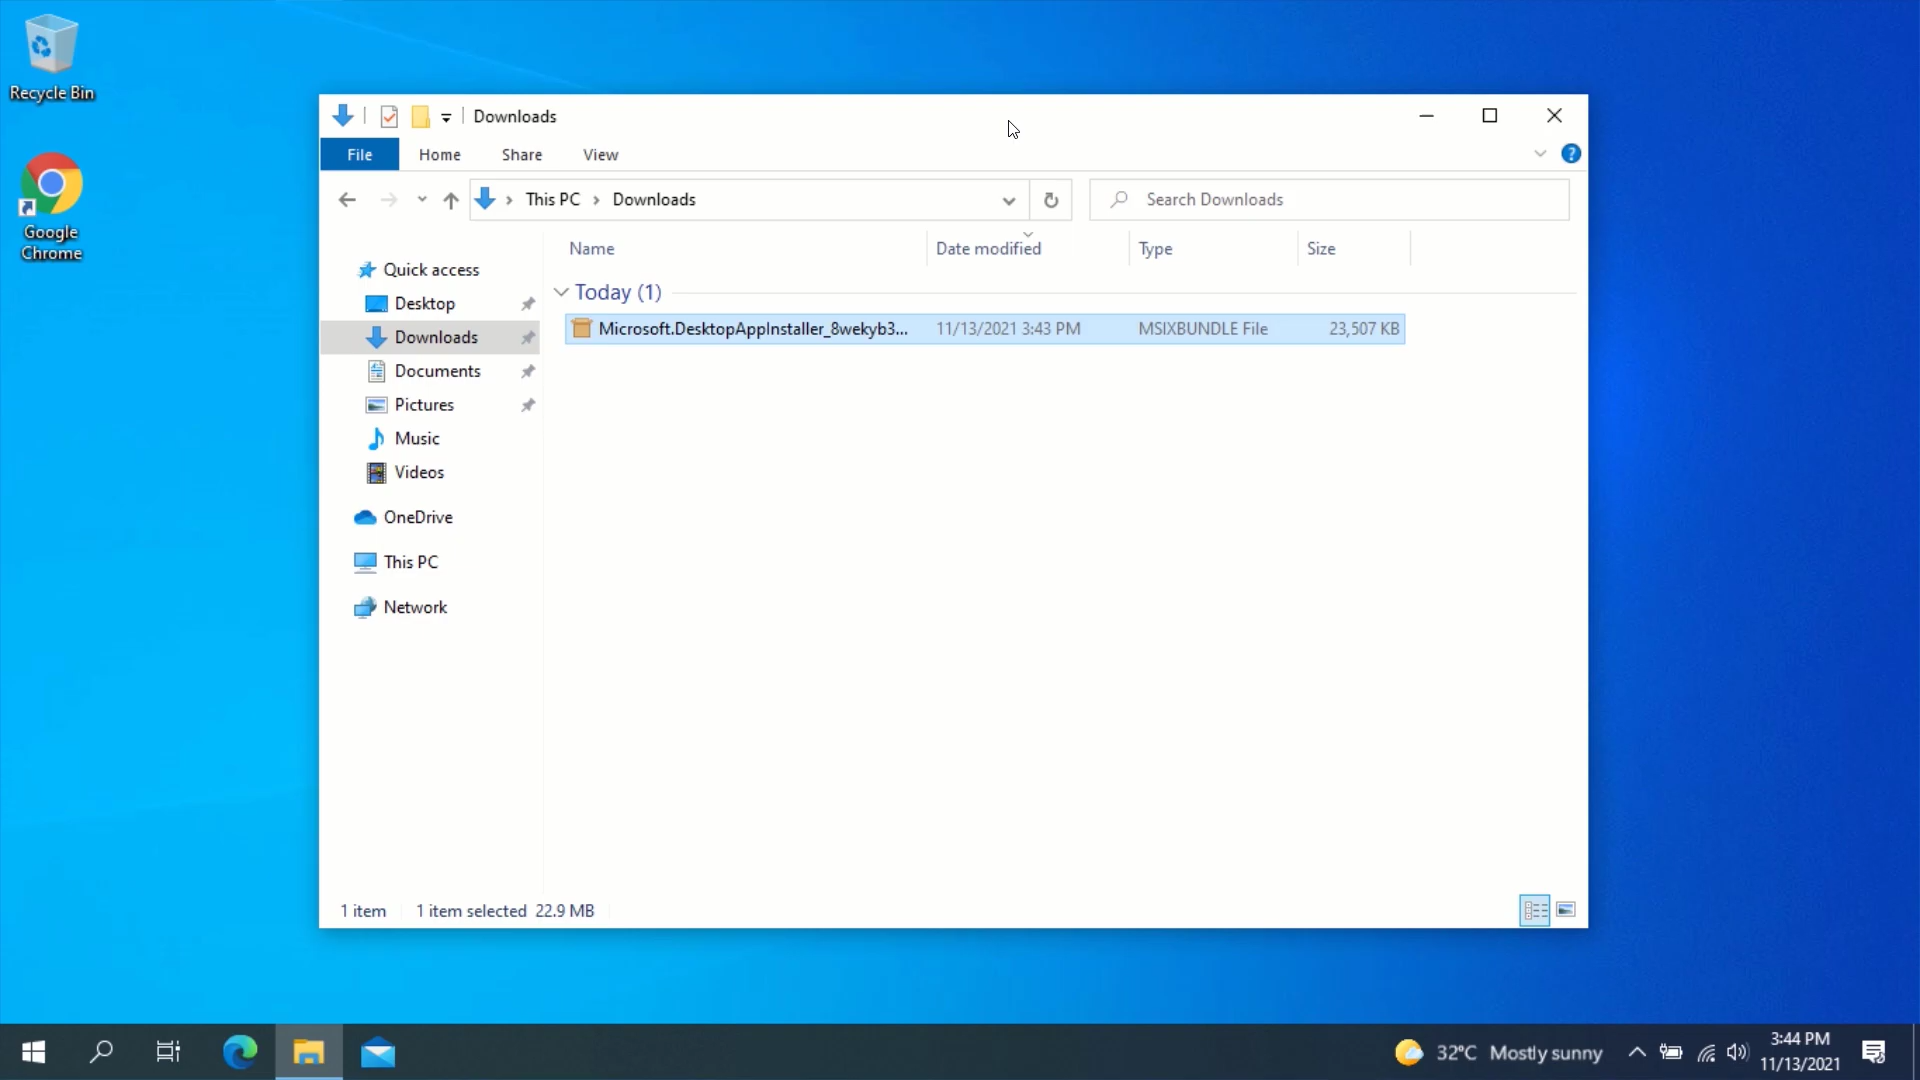 Recycle Bin
Google
Chrome
Downloads
File Home Share View
This PC Downloads
Search Downloads
Name Date modified Type Size
Quick access
Desktop
Downloads
Documents
Pictures
Music
Videos
OneDrive
This PC
Network
Today (1)
Microsoft.DesktopAppInstaller_8wekyb3... 11/13/2021 3:43 PM MSIXBUNDLE File 23,507 KB
1 item 1 item selected 22.9 MB
32°C Mostly sunny
3:44 PM
11/13/2021